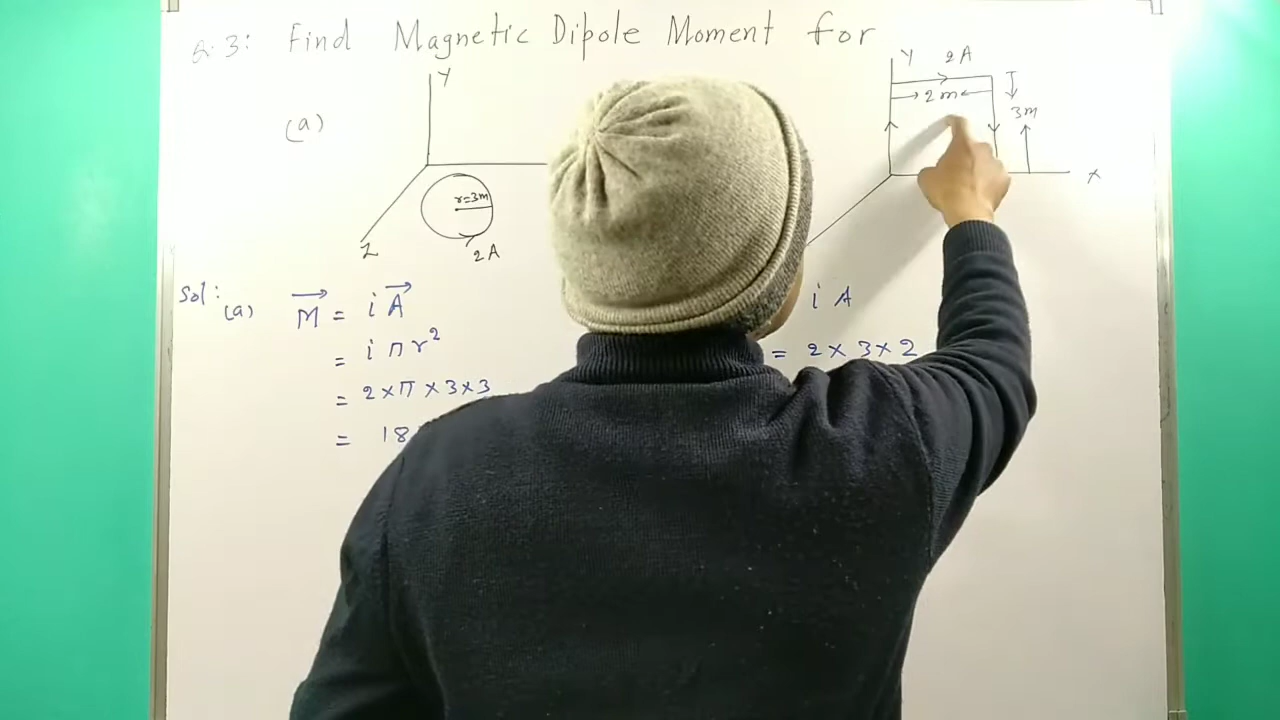 Q.3: Find Magnetic Dipole Moment for
(a)
Y
Z
r=3m
2A
Y
2A
2m
3m
X
Sol:
(a) M = i A
= i π r²
= 2 × π × 3 × 3
= 18
i A
= 2 × 3 × 2